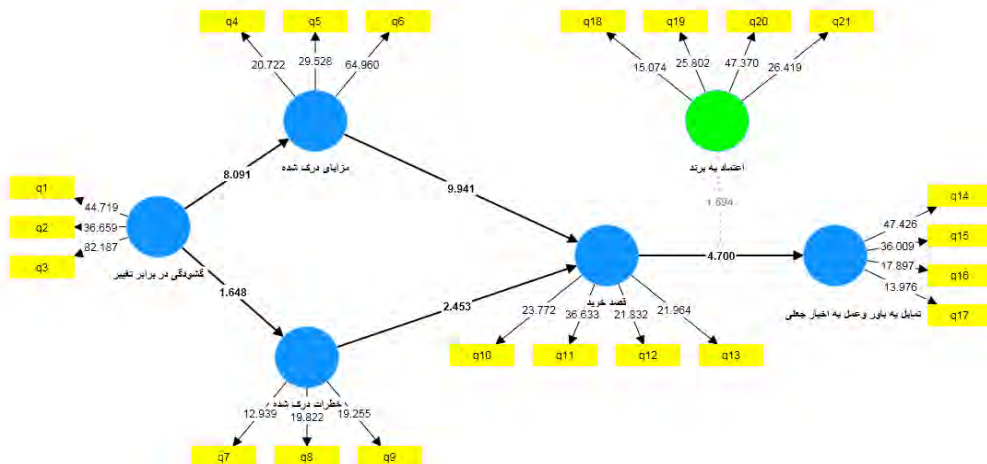 q4
q5
q6
20.722
29.528
64.960
مزایای درک شده
q18
q19
q20
q21
15.074
25.802
47.370
26.419
اعتماد به برند
8.091
9.941
1.694
q1
q2
q3
44.719
36.659
82.187
گشودگی در برابر تغییر
1.648
2.453
4.700
قصد خرید
23.772
36.633
21.832
21.964
q10
q11
q12
q13
q14
q15
q16
q17
47.426
36.009
17.897
13.976
تمایل به باور وعمل به اخبار جعلی
خطرات درک شده
12.939
19.822
19.255
q7
q8
q9